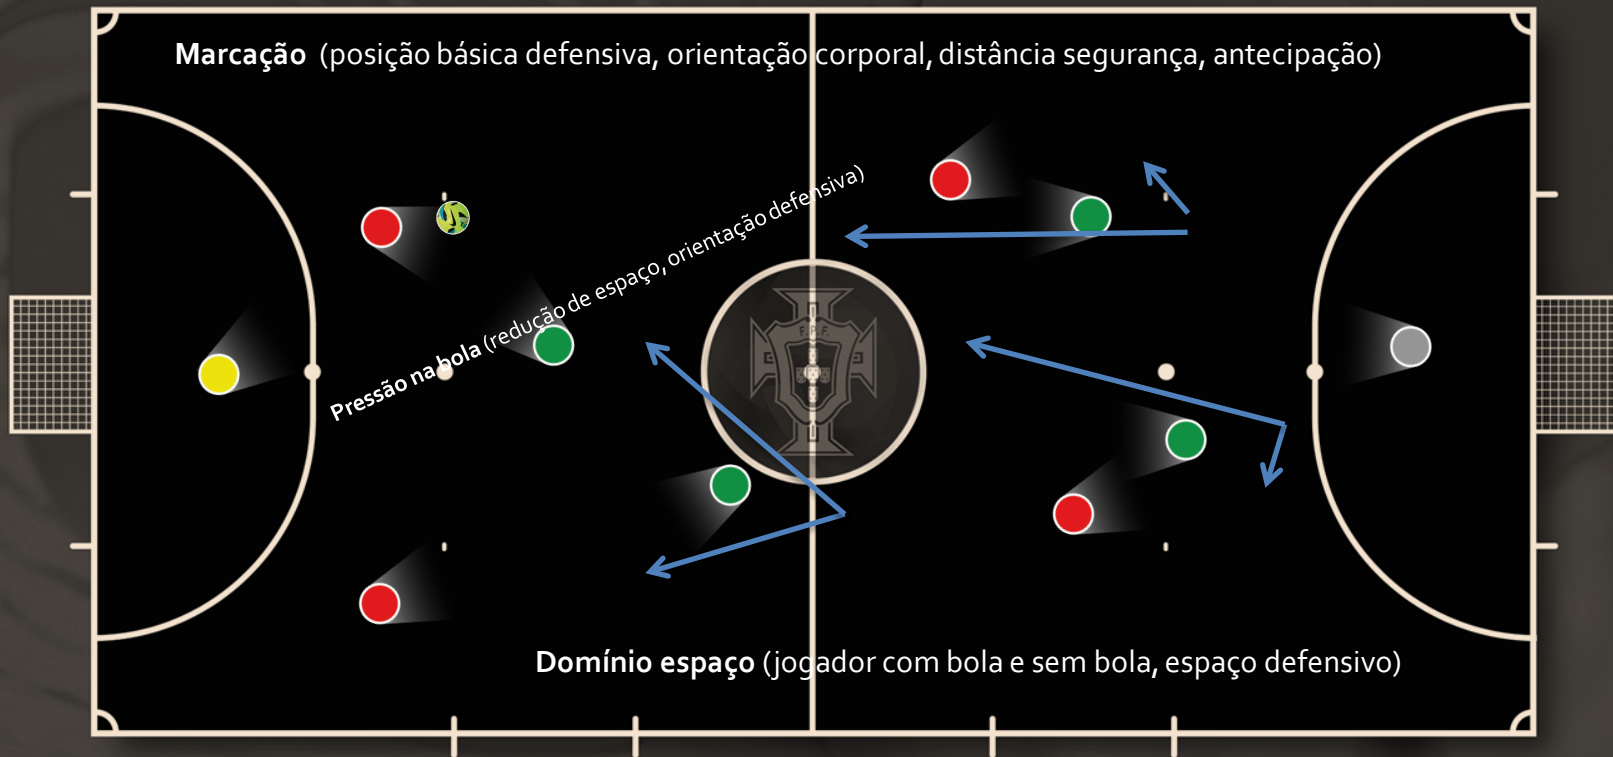 Marcação (posição básica defensiva, orientação corporal, distância segurança, antecipação)
Pressão na bola (redução de espaço, orientação defensiva)
F.P.F.
Domínio espaço (jogador com bola e sem bola, espaço defensivo)